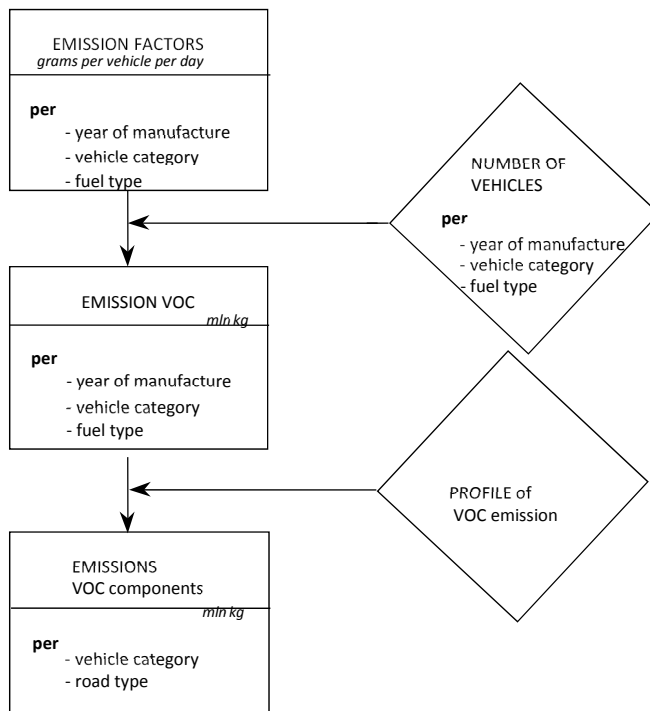 EMISSION FACTORS
grams per vehicle per day
per
- year of manufacture
- vehicle category
- fuel type
NUMBER OF
VEHICLES
per
- year of manufacture
- vehicle category
- fuel type
EMISSION VOC
mln kg
per
- year of manufacture
- vehicle category
- fuel type
PROFILE of
VOC emission
EMISSIONS
VOC components
mln kg
per
- vehicle category
- road type